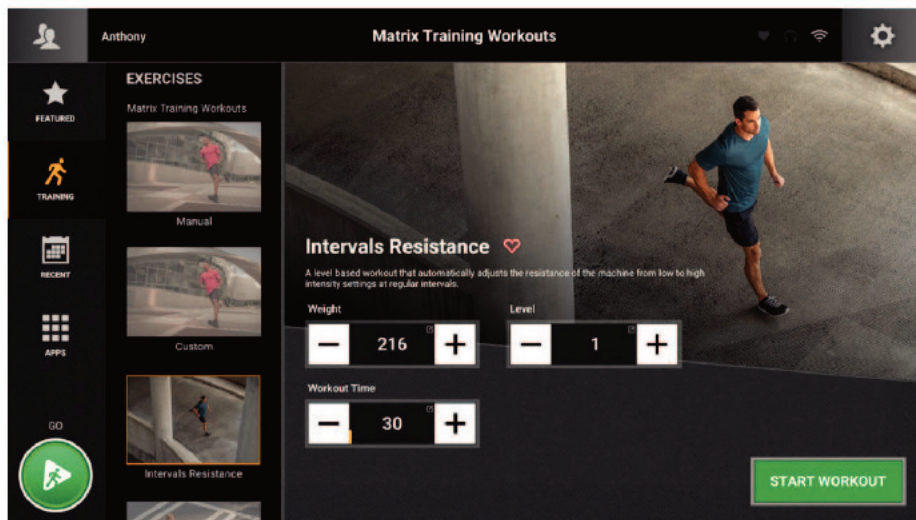 Anthony
Matrix Training Workouts
FEATURED
TRAINING
RECENT
APPS
GO
EXERCISES
Matrix Training Workouts
Manual
Custom
Intervals Resistance
Intervals Resistance
A level based workout that automatically adjusts the resistance of the machine from low to high
intensity settings at regular intervals.
Weight
Level
216
1
Workout Time
30
START WORKOUT